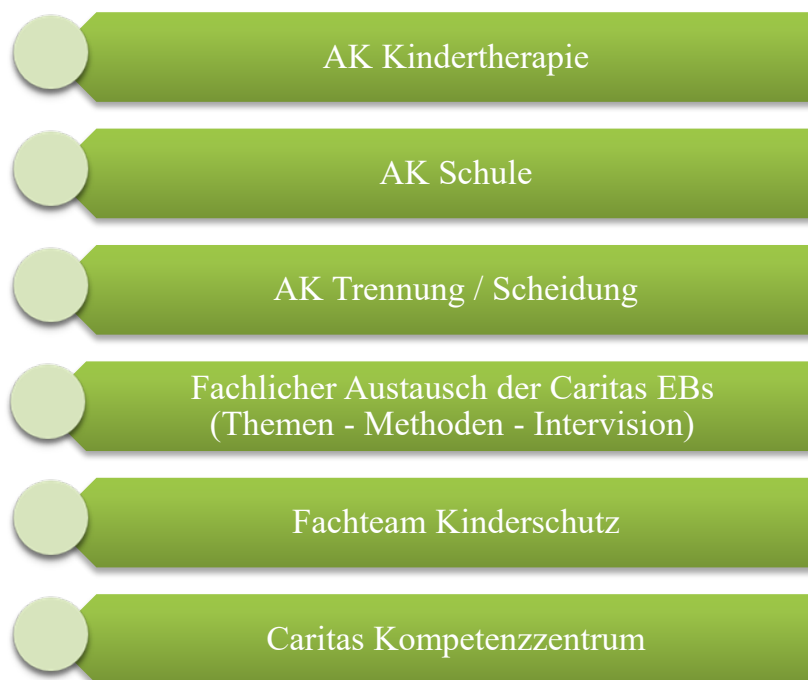 AK Kindertherapie
AK Schule
AK Trennung / Scheidung
Fachlicher Austausch der Caritas EBs
(Themen - Methoden - Intervision)
Fachteam Kinderschutz
Caritas Kompetenzzentrum